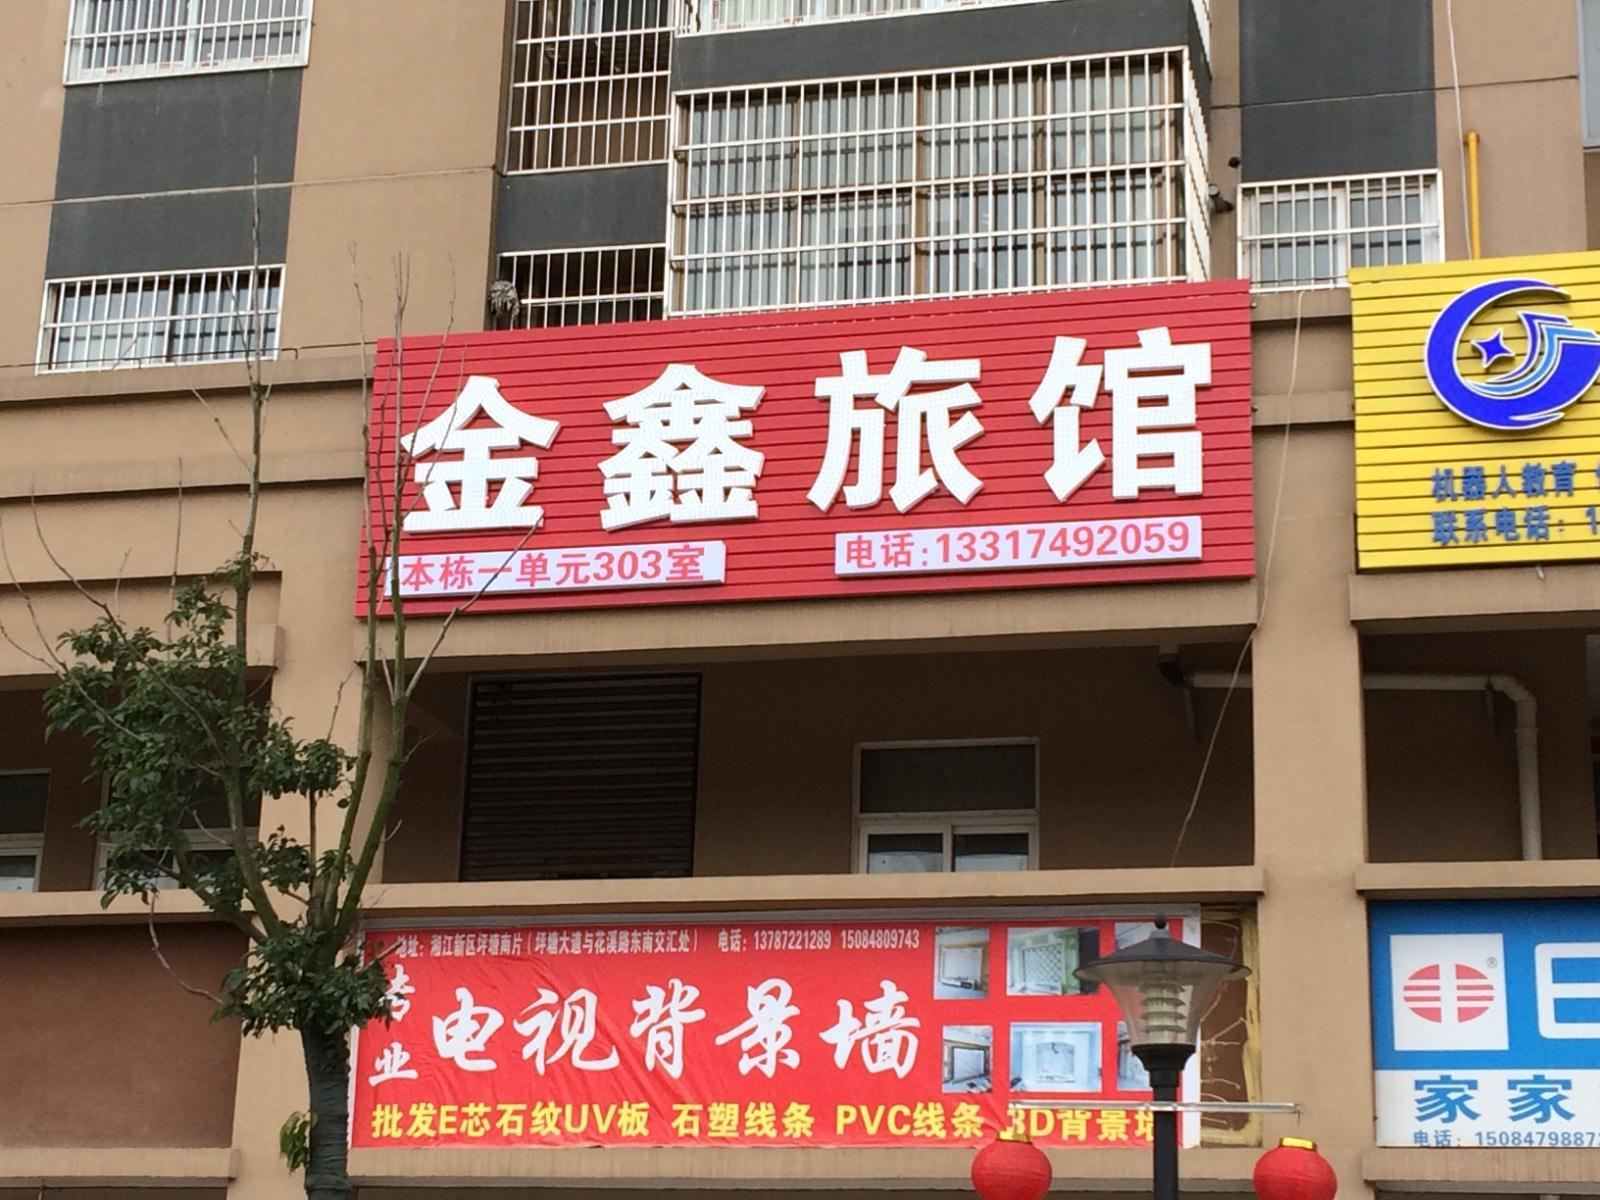 金鑫旅馆
本栋一单元303室
电话:13317492059
机器人教育
联系电话：1
地址：湘江新区坪塘南片（坪塘大道与花溪路东南交汇处） 电话：13787221289 15084809743
专业
电视背景墙
批发E芯石纹UV板 石塑线条 PVC线条 3D背景墙
家家
电话：1508479887